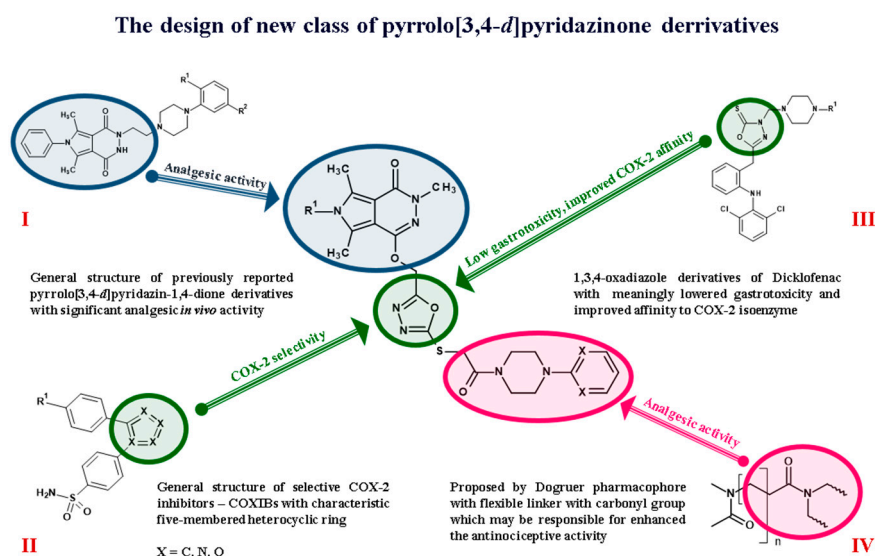 The design of new class of pyrrolo[3,4-d]pyridazinone derrivatives
R¹
R²
H₃C
O
N
N
N
N
NH
H₃C
O
Analgesic activity
I
General structure of previously reported
pyrrolo[3,4-d]pyridazin-1,4-dione derivatives
with significant analgesic in vivo activity
H₃C
O
N
CH₃
R¹
N
N
H₃C
O
O
N
N
S
O
N
N
X
X
Low gastrotoxicity, improved COX-2 affinity
S
N
N
N
R¹
O
N
NH
Cl
Cl
III
1,3,4-oxadiazole derivatives of Dicklofenac
with meaningly lowered gastrotoxicity and
improved affinity to COX-2 isoenzyme
COX-2 selectivity
R¹
X
X
X
X
H₂N
S
O
O
II
General structure of selective COX-2
inhibitors – COXIBs with characteristic
five-membered heterocyclic ring
X = C, N, O
Analgesic activity
Proposed by Dogruer pharmacophore
with flexible linker with carbonyl group
which may be responsible for enhanced
the antinociceptive activity
N
O
O
N
n
IV